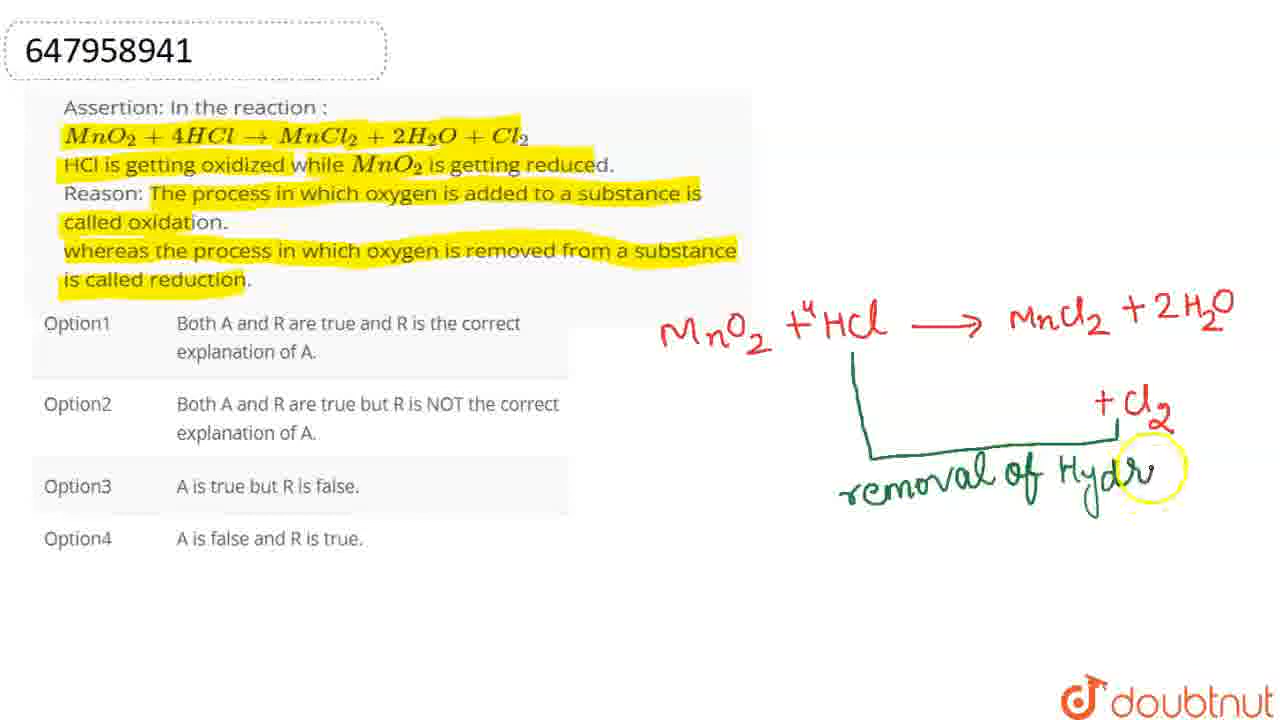 647958941
Assertion: In the reaction :
MnO₂ + 4HCl → MnCl₂ + 2H₂O + Cl₂
HCl is getting oxidized while MnO₂ is getting reduced.
Reason: The process in which oxygen is added to a substance is
called oxidation.
whereas the process in which oxygen is removed from a substance
is called reduction.
Option1 Both A and R are true and R is the correct
explanation of A.
Option2 Both A and R are true but R is NOT the correct
explanation of A.
Option3 A is true but R is false.
Option4 A is false and R is true.
MnO₂ + 4HCl → MnCl₂ + 2H₂O
+ Cl₂
removal of Hydr
doubtnut